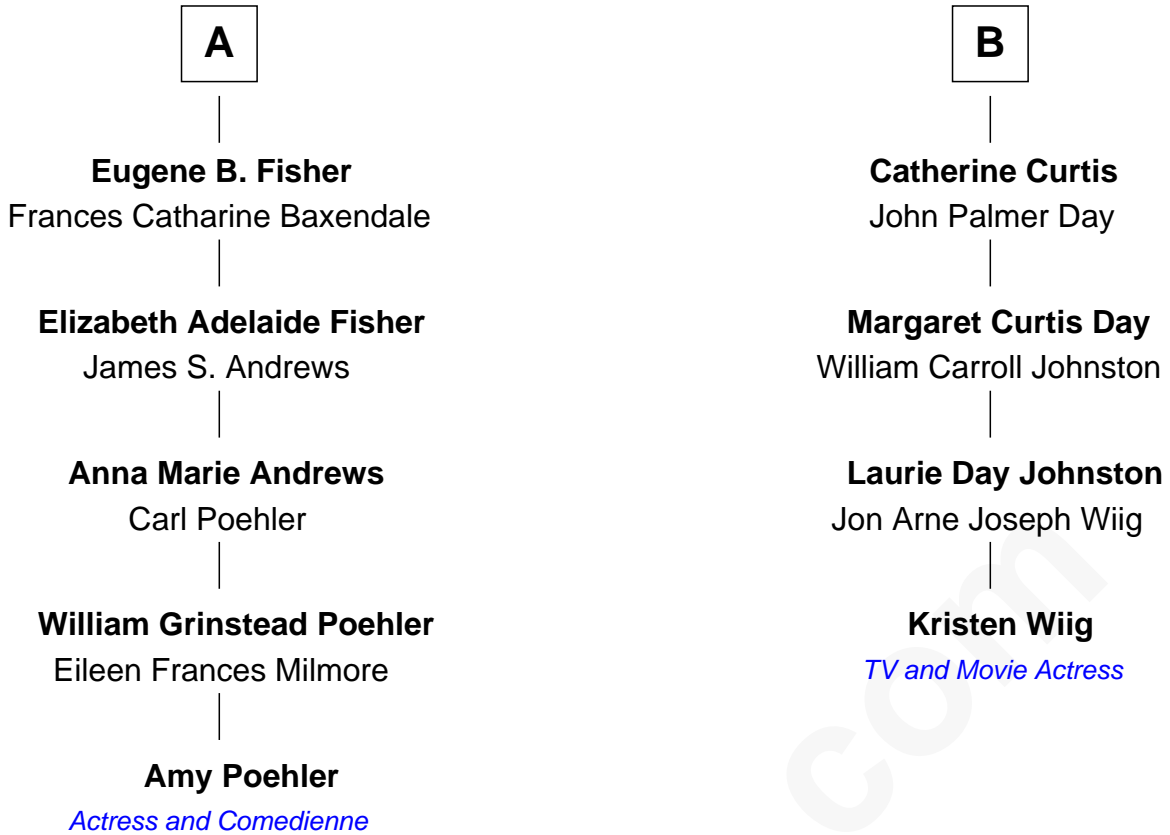 A
Eugene B. Fisher
Frances Catharine Baxendale
Elizabeth Adelaide Fisher
James S. Andrews
Anna Marie Andrews
Carl Poehler
William Grinstead Poehler
Eileen Frances Milmore
Amy Poehler
Actress and Comedienne
B
Catherine Curtis
John Palmer Day
Margaret Curtis Day
William Carroll Johnston
Laurie Day Johnston
Jon Arne Joseph Wiig
Kristen Wiig
TV and Movie Actress
com